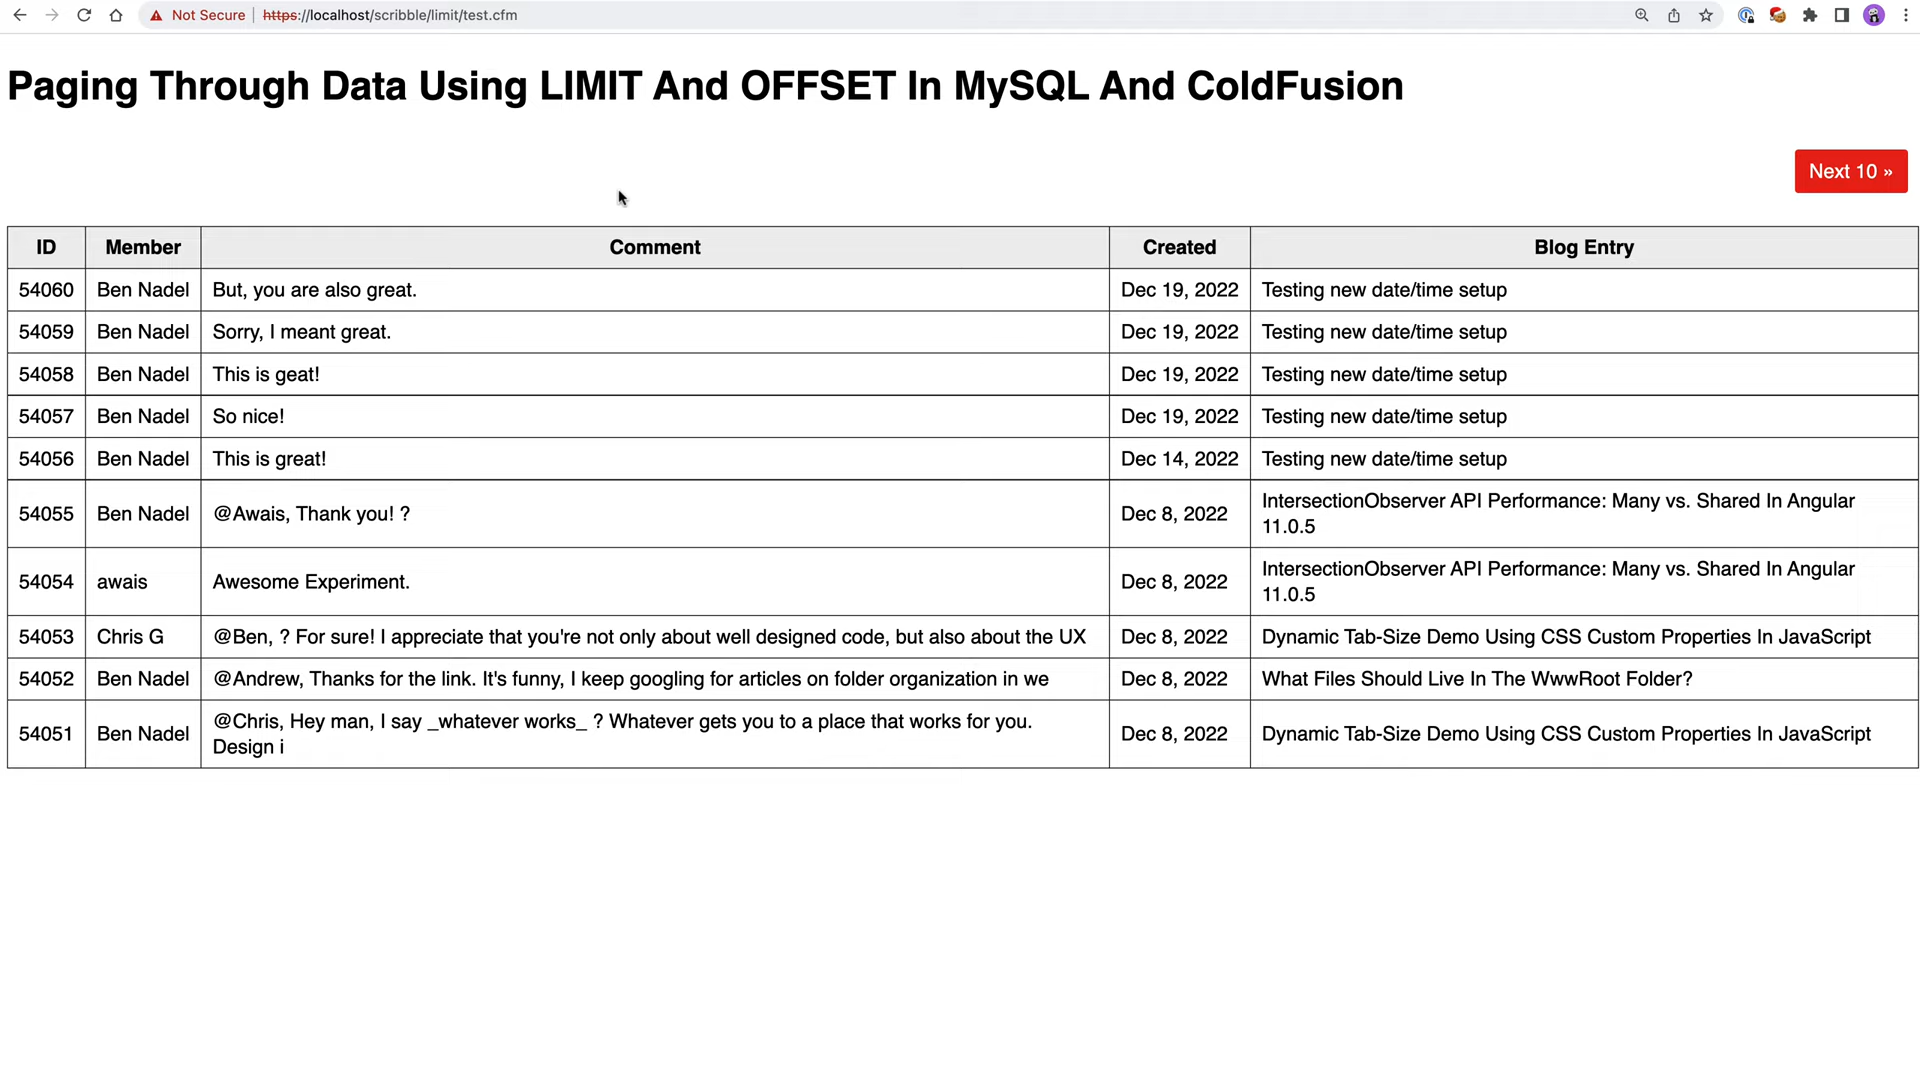 Not Secure https://localhost/scribble/limit/test.cfm
Paging Through Data Using LIMIT And OFFSET In MySQL And ColdFusion
Next 10 »
ID Member Comment Created Blog Entry
54060 Ben Nadel But, you are also great. Dec 19, 2022 Testing new date/time setup
54059 Ben Nadel Sorry, I meant great. Dec 19, 2022 Testing new date/time setup
54058 Ben Nadel This is geat! Dec 19, 2022 Testing new date/time setup
54057 Ben Nadel So nice! Dec 19, 2022 Testing new date/time setup
54056 Ben Nadel This is great! Dec 14, 2022 Testing new date/time setup
54055 Ben Nadel @Awais, Thank you! ? Dec 8, 2022 IntersectionObserver API Performance: Many vs. Shared In Angular
11.0.5
54054 awais Awesome Experiment. Dec 8, 2022 IntersectionObserver API Performance: Many vs. Shared In Angular
11.0.5
54053 Chris G @Ben, ? For sure! I appreciate that you're not only about well designed code, but also about the UX Dec 8, 2022 Dynamic Tab-Size Demo Using CSS Custom Properties In JavaScript
54052 Ben Nadel @Andrew, Thanks for the link. It's funny, I keep googling for articles on folder organization in we Dec 8, 2022 What Files Should Live In The WwwRoot Folder?
54051 Ben Nadel @Chris, Hey man, I say _whatever works_ ? Whatever gets you to a place that works for you.
Design i Dec 8, 2022 Dynamic Tab-Size Demo Using CSS Custom Properties In JavaScript